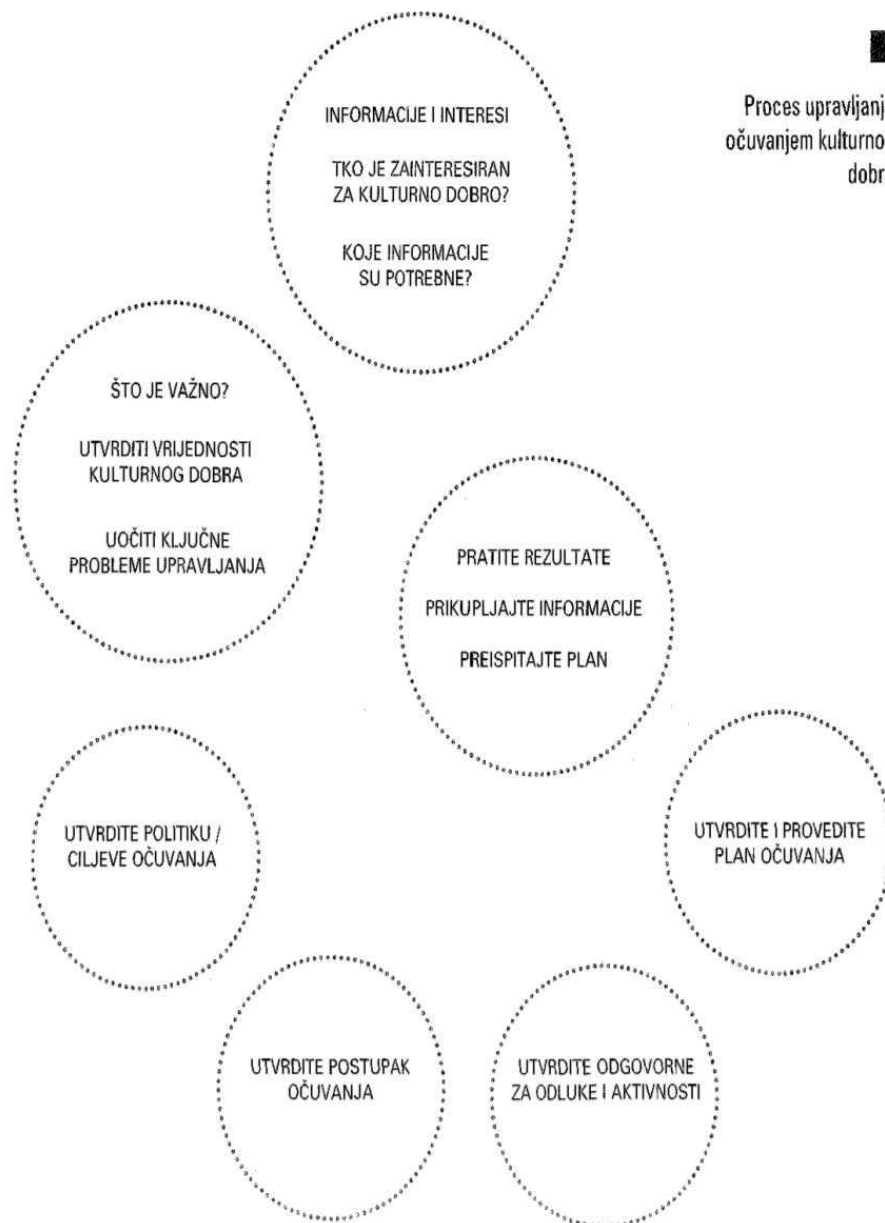 Proces upravljanj
očuvanjem kulturno
dobr
INFORMACIJE I INTERESI
TKO JE ZAINTERESIRAN
ZA KULTURNO DOBRO?
KOJE INFORMACIJE
SU POTREBNE?
ŠTO JE VAŽNO?
UTVRDITI VRIJEDNOSTI
KULTURNOG DOBRA
UOČITI KLJUČNE
PROBLEME UPRAVLJANJA
PRATITE REZULTATE
PRIKUPLJAJTE INFORMACIJE
PREISPITAJTE PLAN
UTVRDITE POLITIKU /
CILJEVE OČUVANJA
UTVRDITE I PROVEDITE
PLAN OČUVANJA
UTVRDITE POSTUPAK
OČUVANJA
UTVRDITE ODGOVORNE
ZA ODLUKE I AKTIVNOSTI